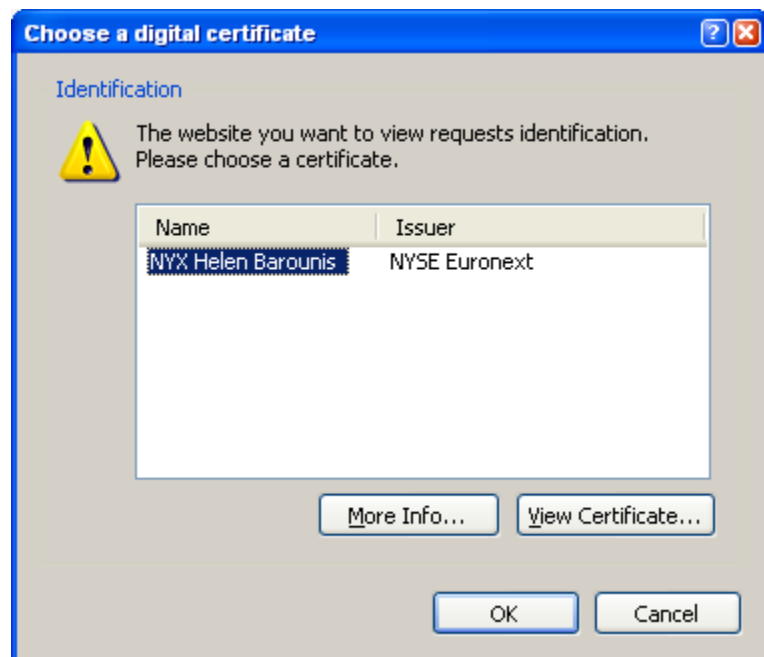 Choose a digital certificate
Identification
The website you want to view requests identification.
Please choose a certificate.
Name Issuer
NYX Helen Barounis NYSE Euronext
More Info... View Certificate...
OK Cancel